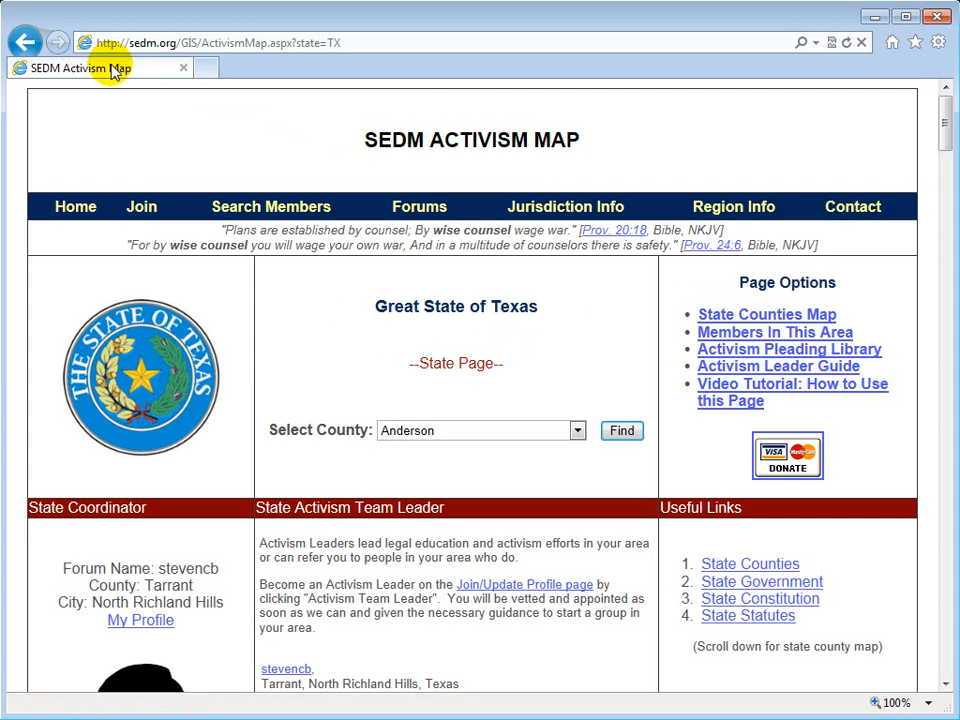 http://sedm.org/GIS/ActivismMap.aspx?state=TX
SEDM Activism Map
SEDM ACTIVISM MAP
Home Join Search Members Forums Jurisdiction Info Region Info Contact
"Plans are established by counsel; By wise counsel wage war." [Prov. 20:18, Bible, NKJV]
"For by wise counsel you will wage your own war, And in a multitude of counselors there is safety." [Prov. 24:6, Bible, NKJV]
THE STATE OF TEXAS
Great State of Texas
--State Page--
Select County: Anderson Find
Page Options
• State Counties Map
• Members In This Area
• Activism Pleading Library
• Activism Leader Guide
• Video Tutorial: How to Use
this Page
VISA MasterCard
DONATE
State Coordinator
Forum Name: stevencb
County: Tarrant
City: North Richland Hills
My Profile
State Activism Team Leader
Activism Leaders lead legal education and activism efforts in your area
or can refer you to people in your area who do.
Become an Activism Leader on the Join/Update Profile page by
clicking "Activism Team Leader". You will be vetted and appointed as
soon as we can and given the necessary guidance to start a group in
your area.
stevencb,
Tarrant, North Richland Hills, Texas
Useful Links
1. State Counties
2. State Government
3. State Constitution
4. State Statutes
(Scroll down for state county map)
100%